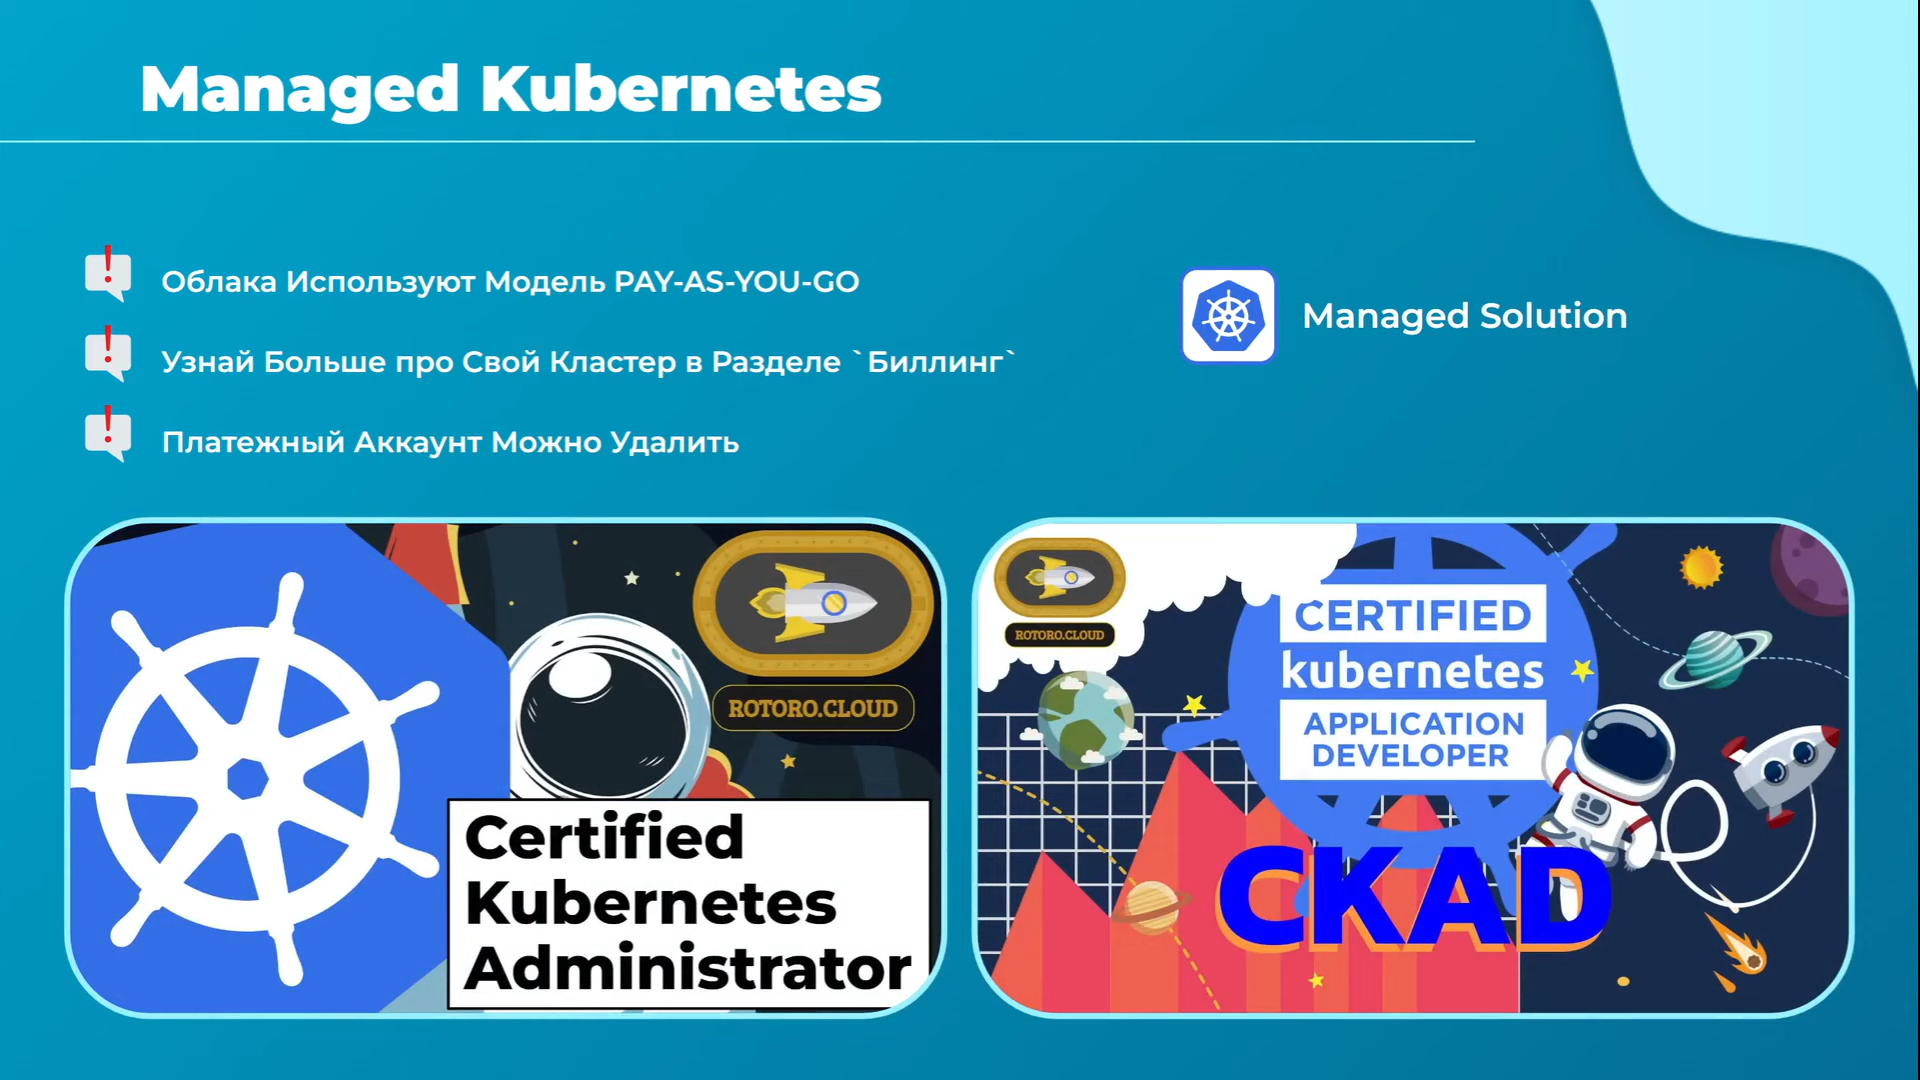 Managed Kubernetes
Облака Используют Модель PAY-AS-YOU-GO
Узнай Больше про Свой Кластер в Разделе `Биллинг`
Платежный Аккаунт Можно Удалить
Managed Solution
ROTORO.CLOUD
Certified
Kubernetes
Administrator
ROTORO.CLOUD
CERTIFIED
kubernetes
APPLICATION
DEVELOPER
CKAD